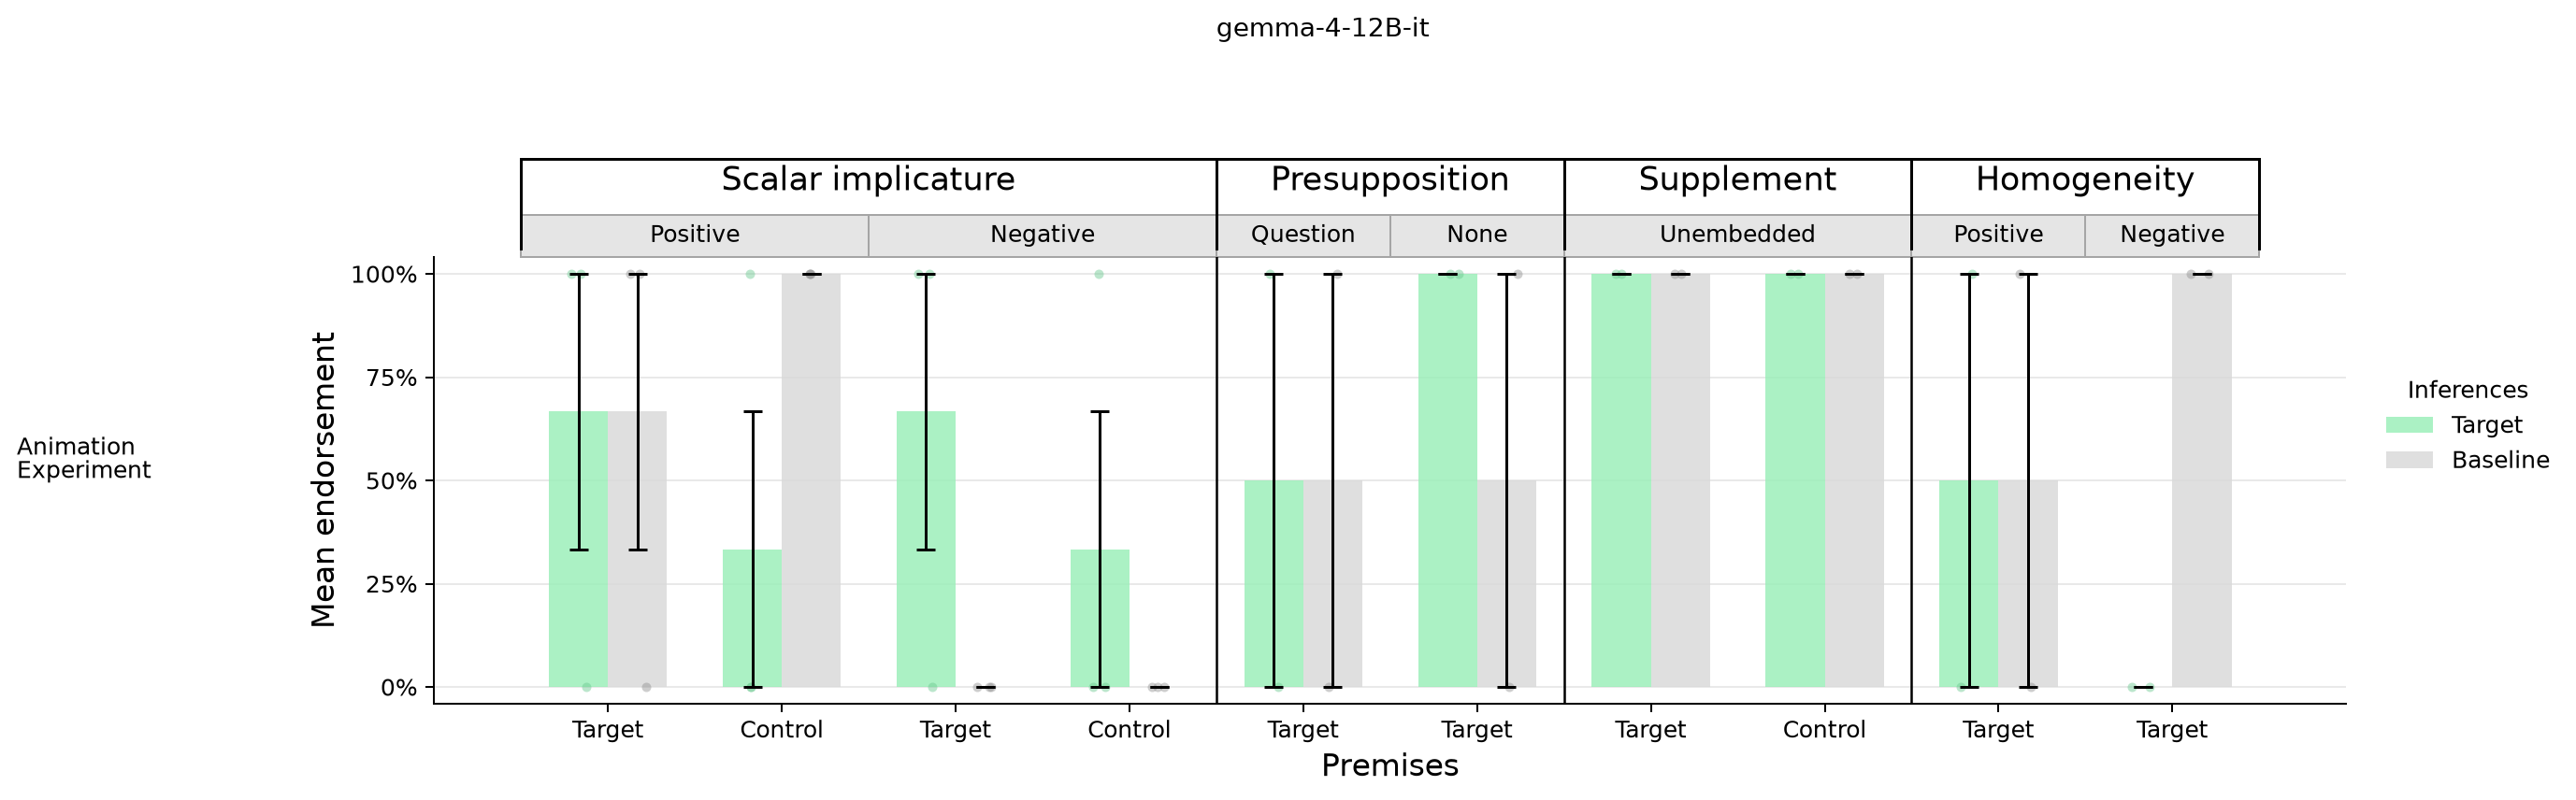 gemma-4-12B-it
Scalar implicature Presupposition Supplement Homogeneity
Positive Negative Question None Unembedded Positive Negative
100%
75%
50%
25%
0%
Mean endorsement
Animation
Experiment
Inferences
Target
Baseline
Target Control Target Control Target Target Target Control Target Target
Premises